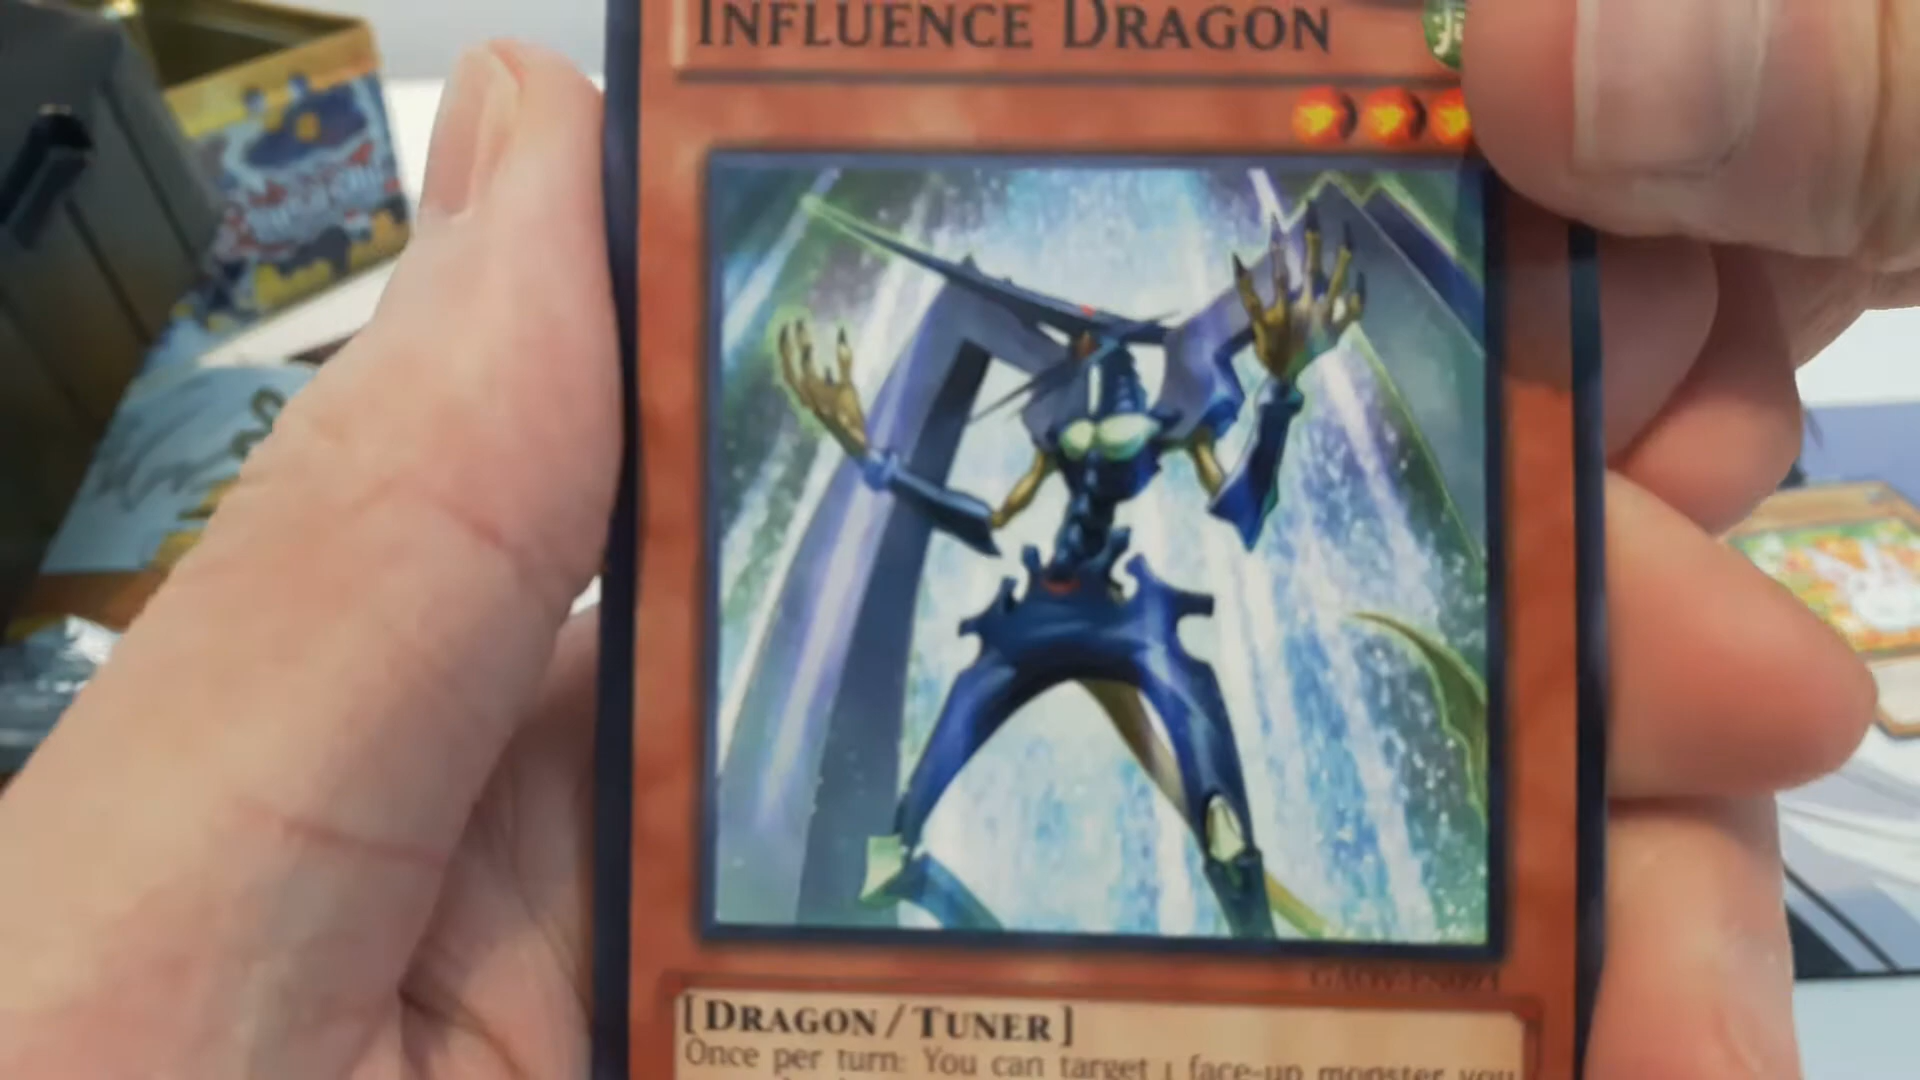 INFLUENCE DRAGON
[DRAGON/TUNER]
Once per turn: You can target 1 face-up monster you